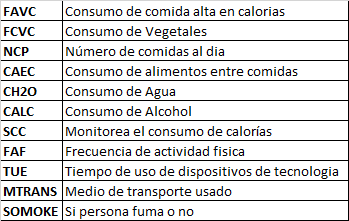 FAVC Consumo de comida alta en calorias
FCVC Consumo de Vegetales
NCP Número de comidas al dia
CAEC Consumo de alimentos entre comidas
CH2O Consumo de Agua
CALC Consumo de Alcohol
SCC Monitorea el consumo de calorías
FAF Frecuencia de actividad fisica
TUE Tiempo de uso de dispositivos de tecnologia
MTRANS Medio de transporte usado
SOMOKE Si persona fuma o no